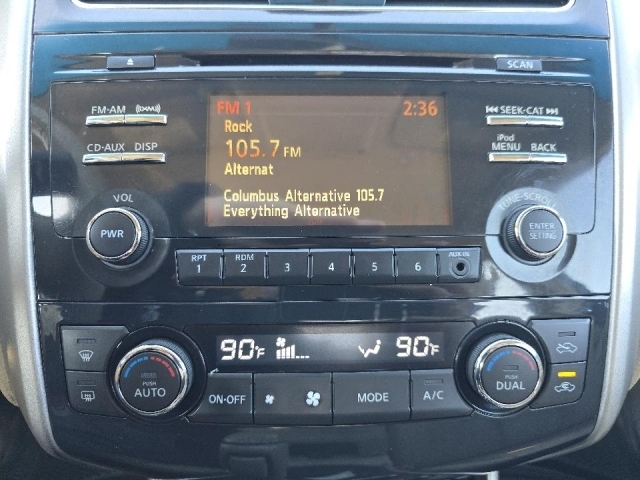 SCAN
FM·AM
SEEK·CAT
CD·AUX DISP
iPod
MENU BACK
FM 1 2:36
Rock
105.7 FM
Alternat
Columbus Alternative 105.7
Everything Alternative
VOL
PWR
TUNE·SCROLL
ENTER
SETTING
RPT
1
RDM
2
3
4
5
6
AUX·IN
90°F 90°F
PUSH
AUTO
ON·OFF
MODE
A/C
PUSH
DUAL